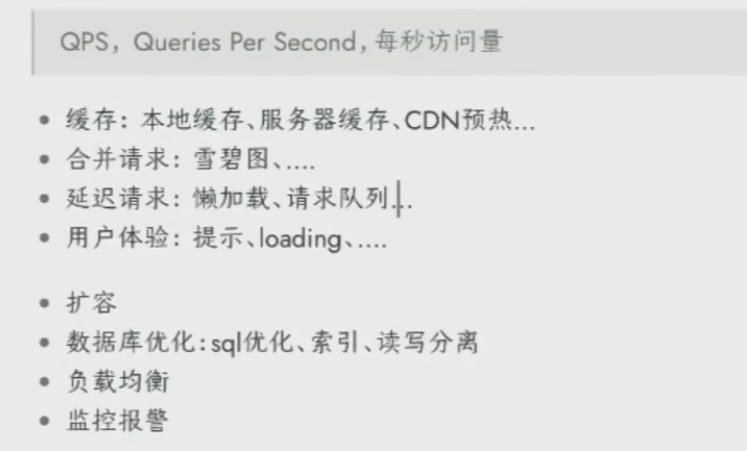 QPS, Queries Per Second, 每秒访问量
• 缓存: 本地缓存、服务器缓存、CDN预热...
• 合并请求: 雪碧图、....
• 延迟请求: 懒加载、请求队列...
• 用户体验: 提示、loading、....
• 扩容
• 数据库优化:sql优化、索引、读写分离
• 负载均衡
• 监控报警